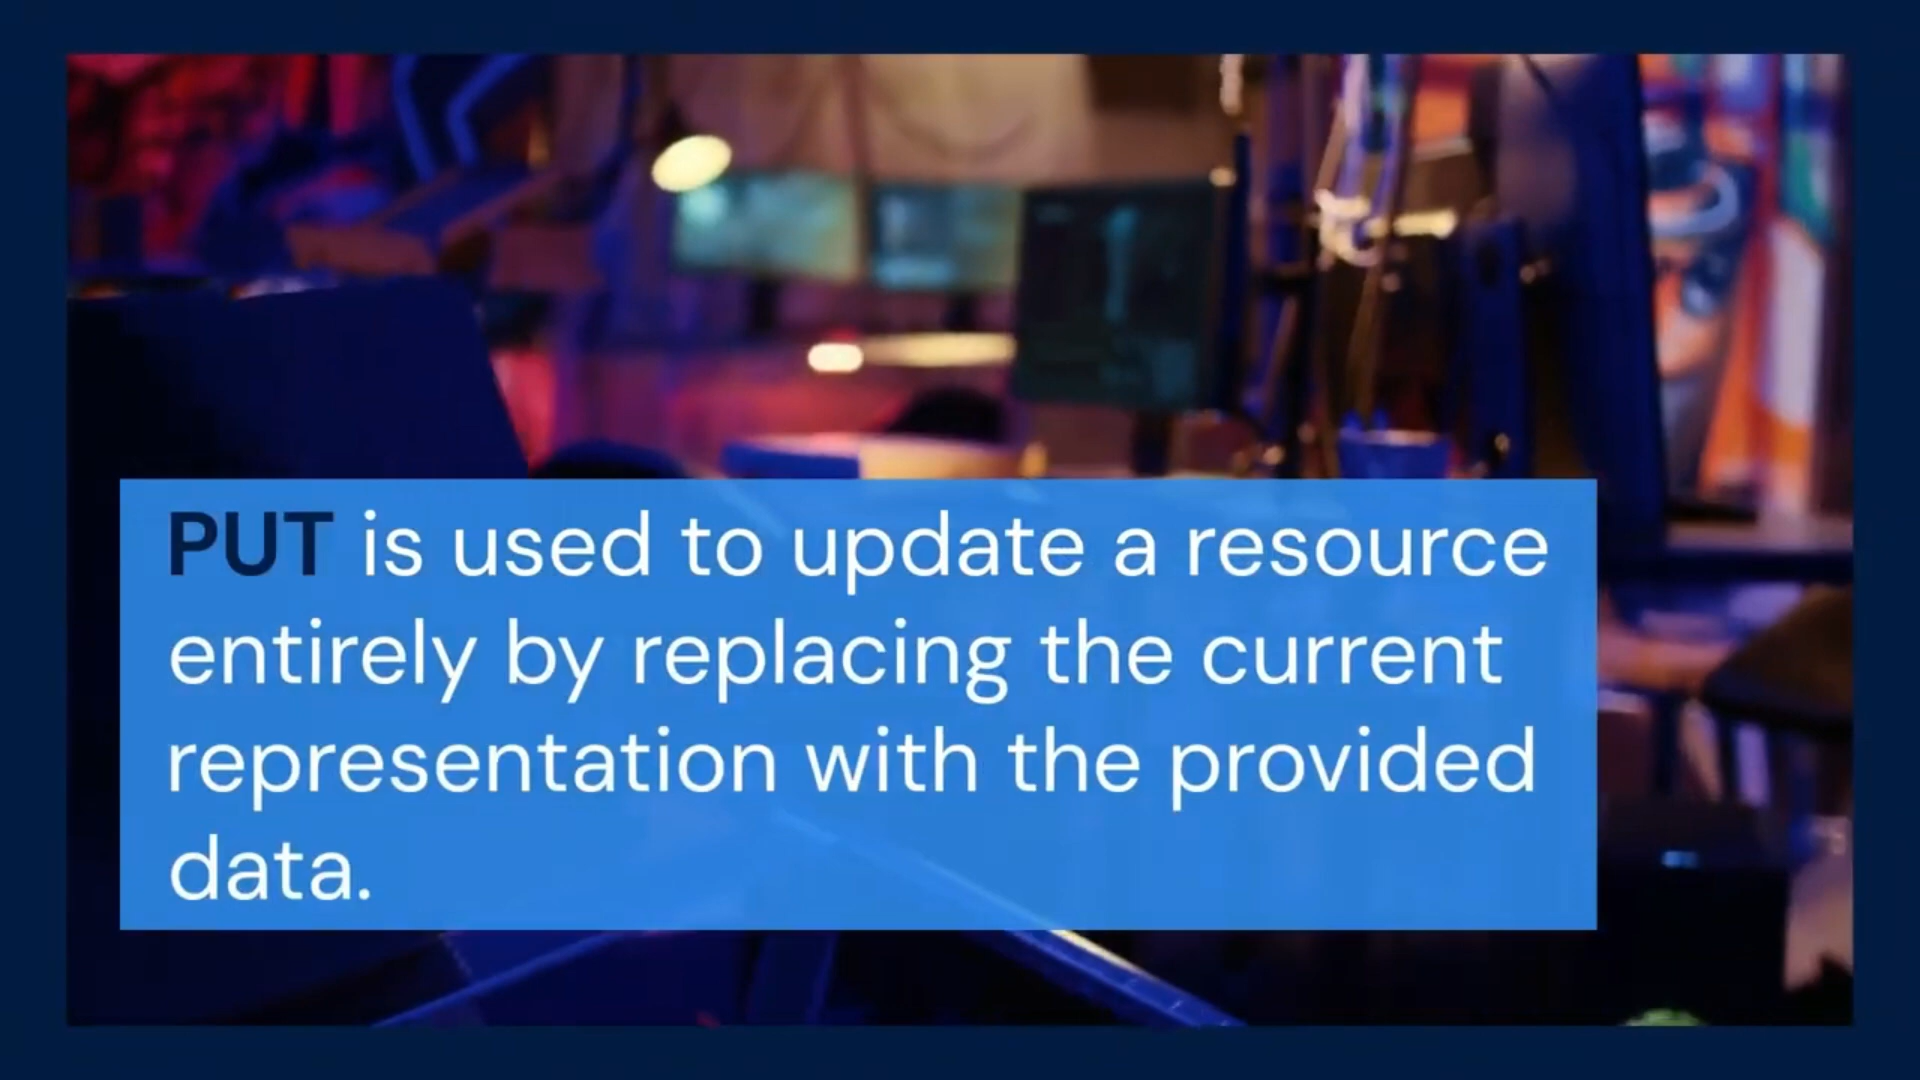 PUT is used to update a resource
entirely by replacing the current
representation with the provided
data.